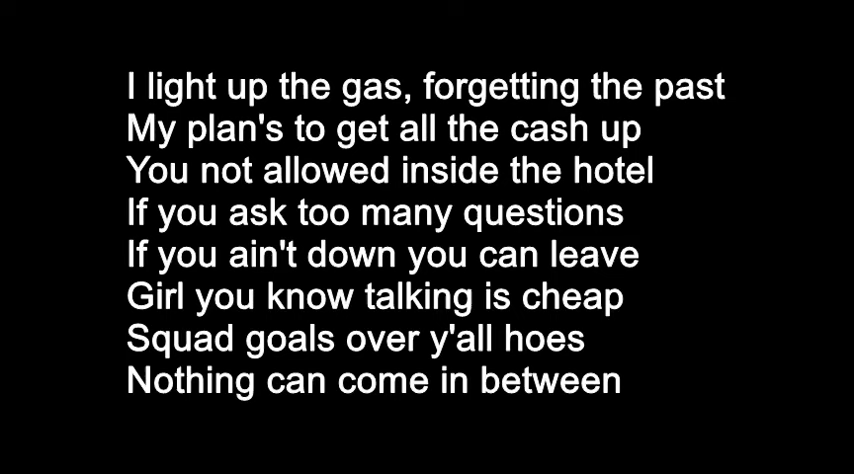 I light up the gas, forgetting the past
My plan's to get all the cash up
You not allowed inside the hotel
If you ask too many questions
If you ain't down you can leave
Girl you know talking is cheap
Squad goals over y'all hoes
Nothing can come in between